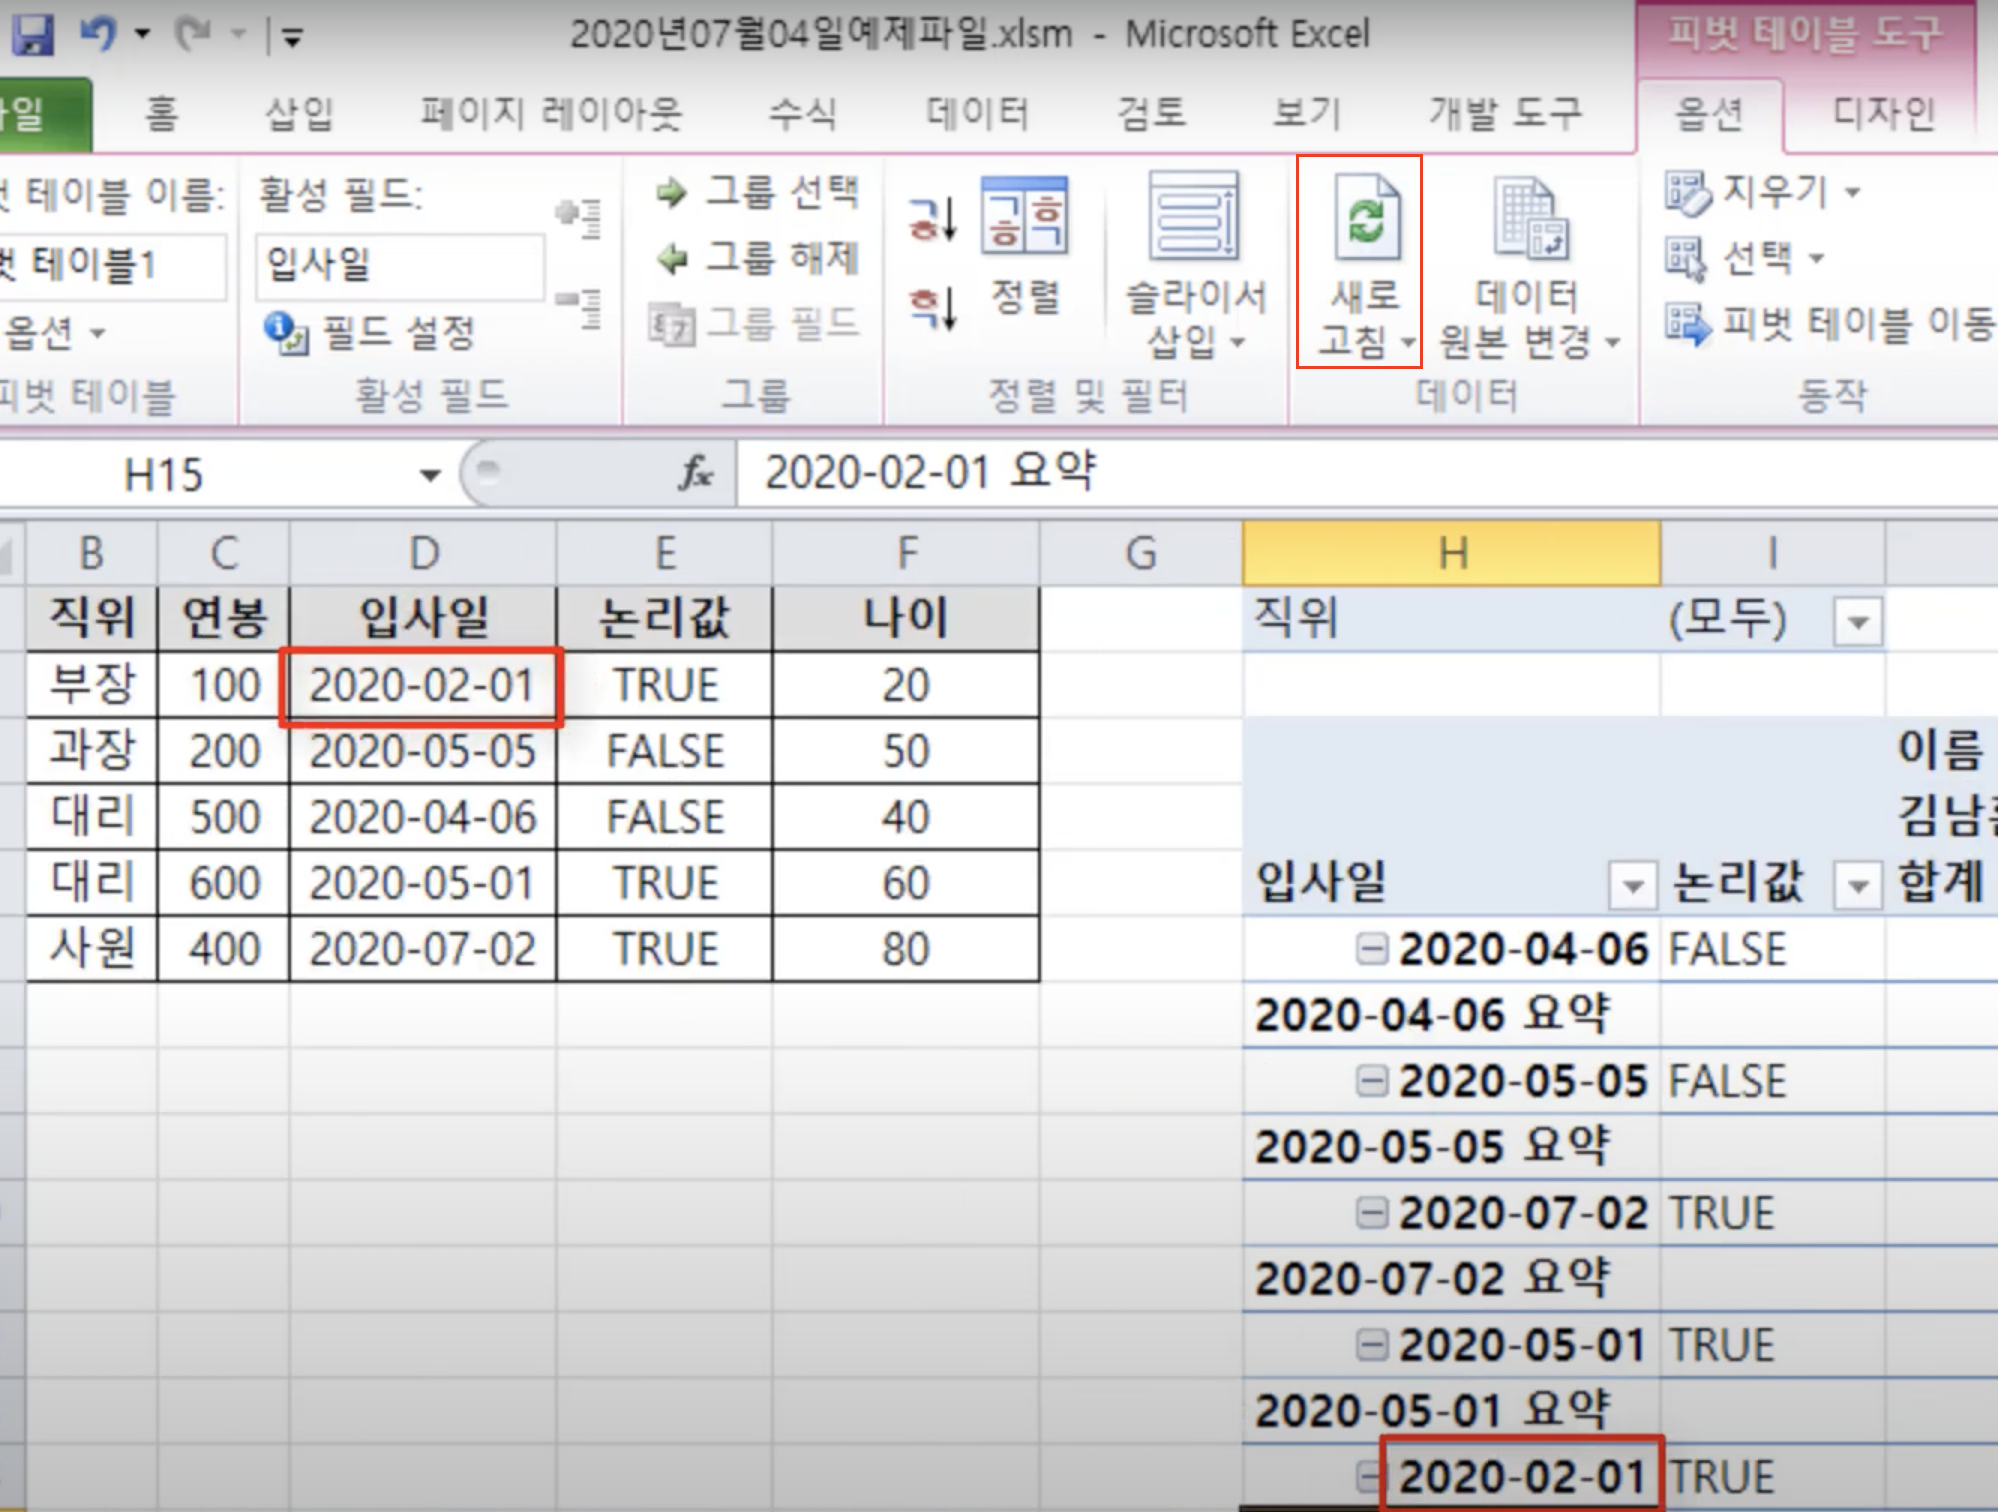 2020년07월04일예제파일.xlsm - Microsoft Excel
피벗 테이블 도구
일 홈 삽입 페이지 레이아웃 수식 데이터 검토 보기 개발 도구 옵션 디자인
테이블 이름:
테이블1
옵션
피벗 테이블
활성 필드:
입사일
필드 설정
활성 필드
그룹 선택
그룹 해제
그룹 필드
그룹
정렬
슬라이서
삽입
정렬 및 필터
새로
고침
데이터
원본 변경
데이터
지우기
선택
피벗 테이블 이동
동작
H15 fx 2020-02-01 요약
B C D E F G H I
직위 연봉 입사일 논리값 나이
부장 100 2020-02-01 TRUE 20
과장 200 2020-05-05 FALSE 50
대리 500 2020-04-06 FALSE 40
대리 600 2020-05-01 TRUE 60
사원 400 2020-07-02 TRUE 80
직위 (모두)
이름
김남
입사일 논리값 합계
2020-04-06 FALSE
2020-04-06 요약
2020-05-05 FALSE
2020-05-05 요약
2020-07-02 TRUE
2020-07-02 요약
2020-05-01 TRUE
2020-05-01 요약
2020-02-01 TRUE